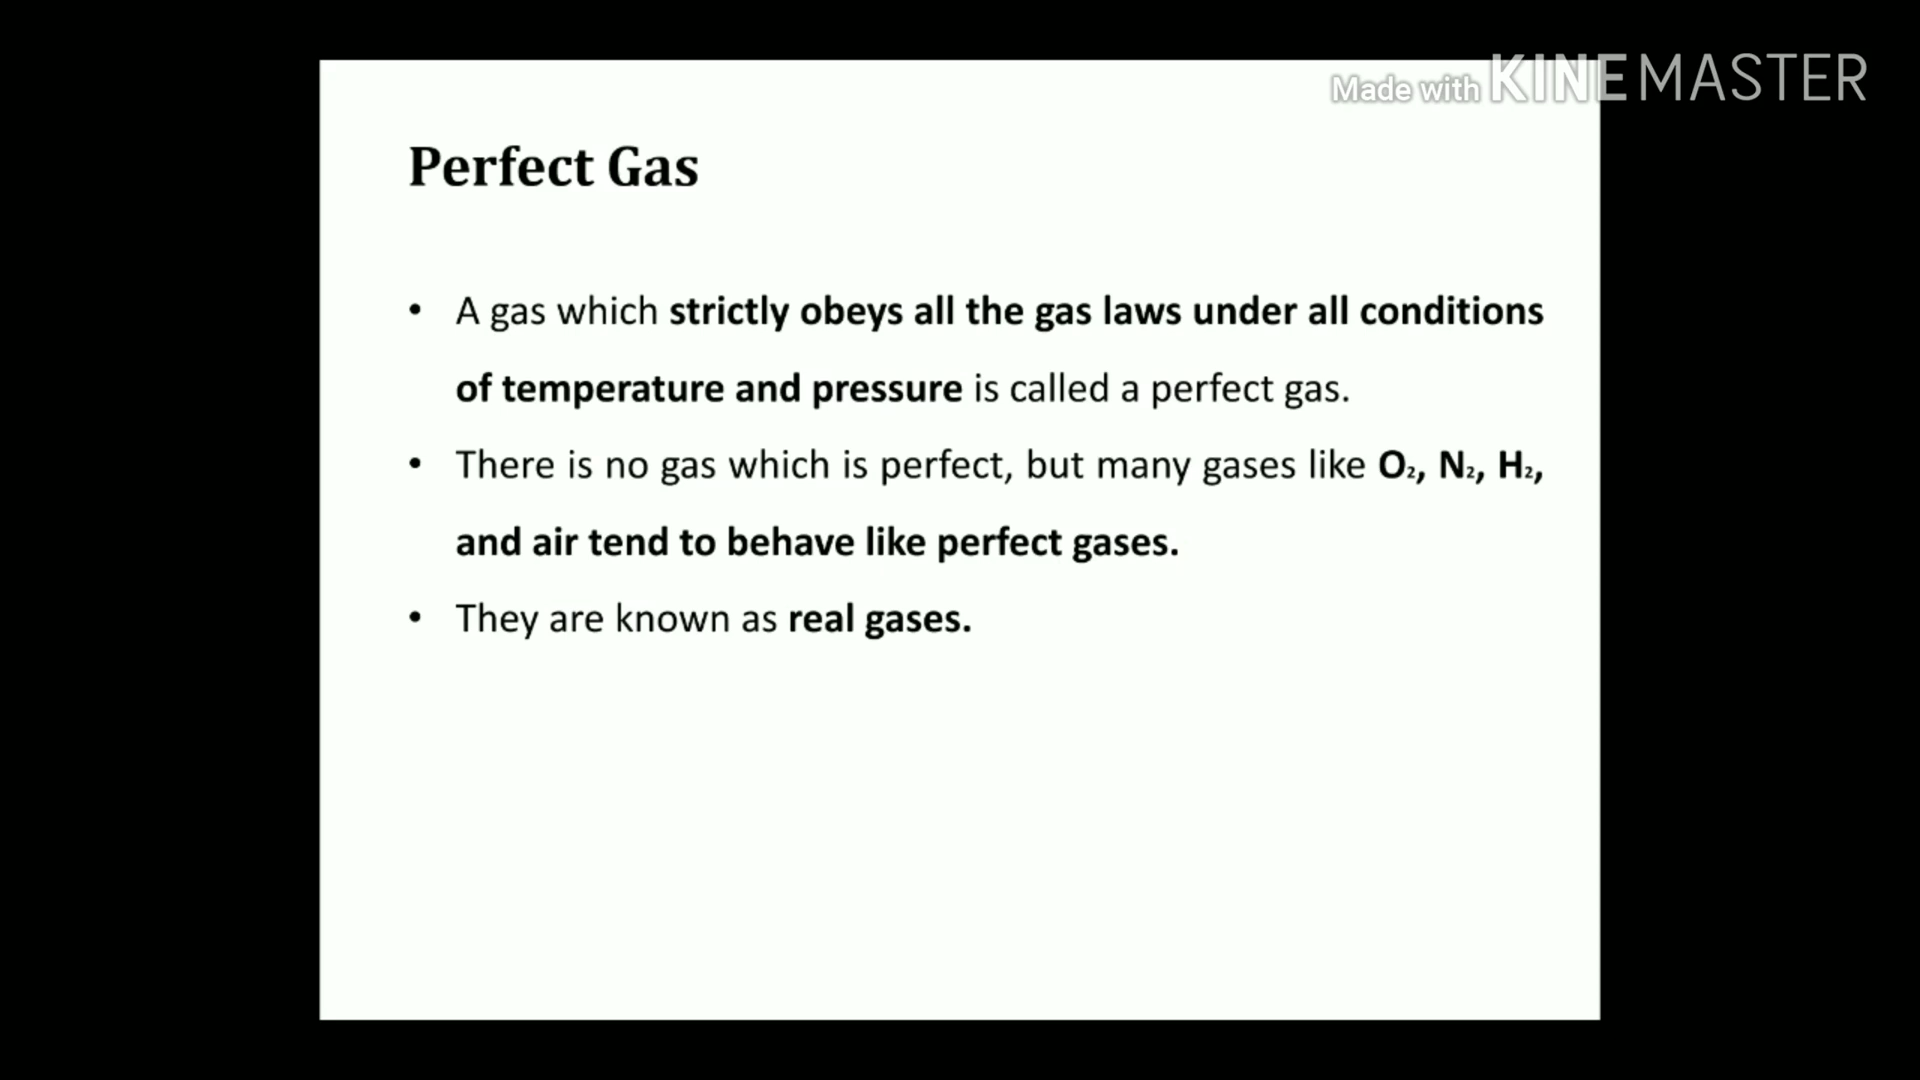 Made with KINEMASTER
Perfect Gas
• A gas which strictly obeys all the gas laws under all conditions
of temperature and pressure is called a perfect gas.
• There is no gas which is perfect, but many gases like O₂, N₂, H₂,
and air tend to behave like perfect gases.
• They are known as real gases.